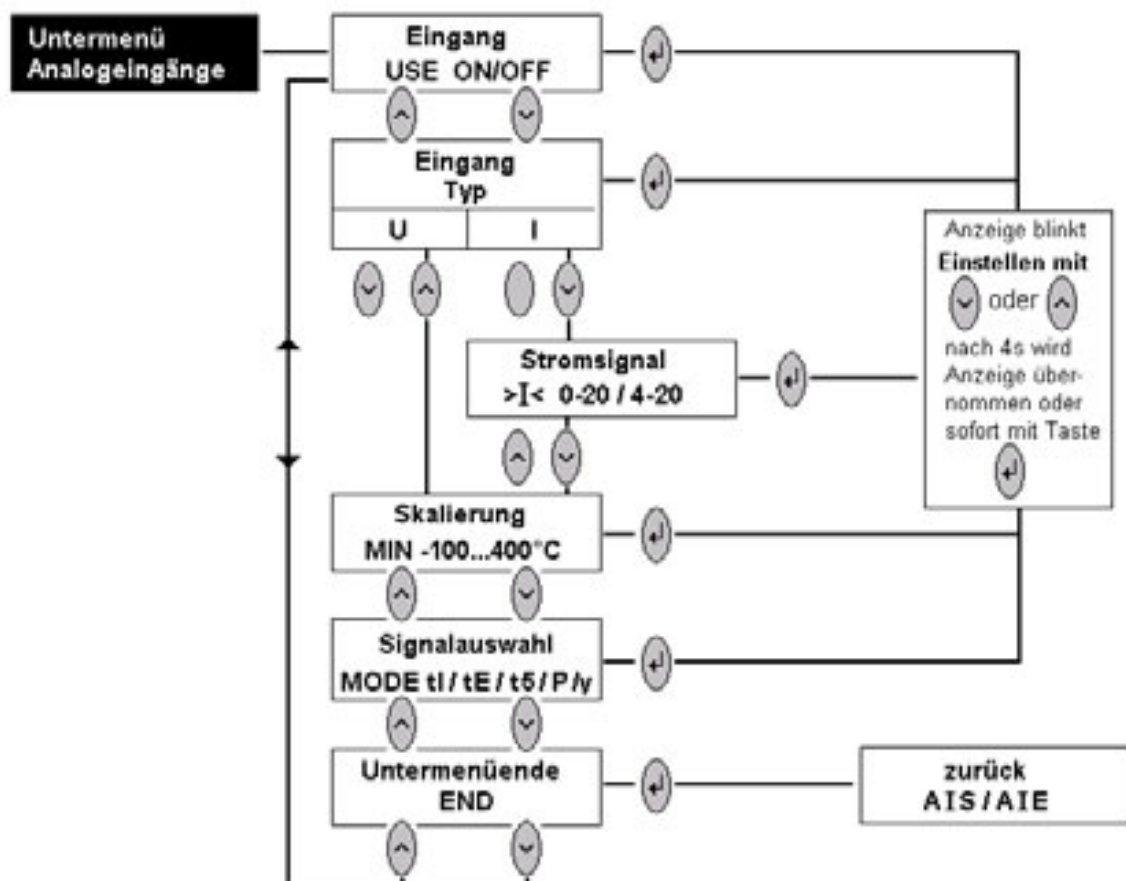 Untermenü
Analogeingänge
Eingang
USE ON/OFF
Eingang
Typ
U
I
Stromsignal
>I< 0-20 / 4-20
Skalierung
MIN -100...400°C
Signalauswahl
MODE tI / tE / t5 / P / y
Untermenüende
END
Anzeige blinkt
Einstellen mit
oder
nach 4s wird
Anzeige über-
nommen oder
sofort mit Taste
zurück
AIS / AIE